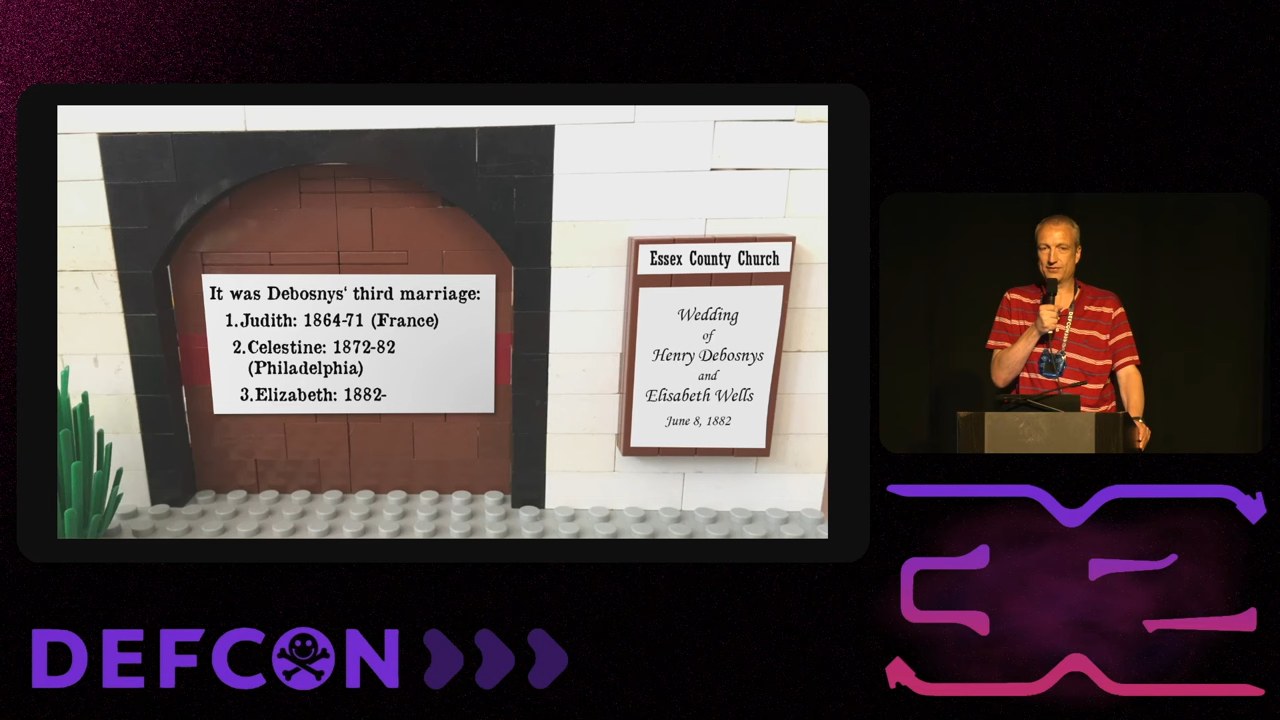 It was Debosnys‘ third marriage:
1.Judith: 1864-71 (France)
2.Celestine: 1872-82
(Philadelphia)
3.Elizabeth: 1882-
Essex County Church
Wedding
of
Henry Debosnys
and
Elisabeth Wells
June 8, 1882
DEFCON